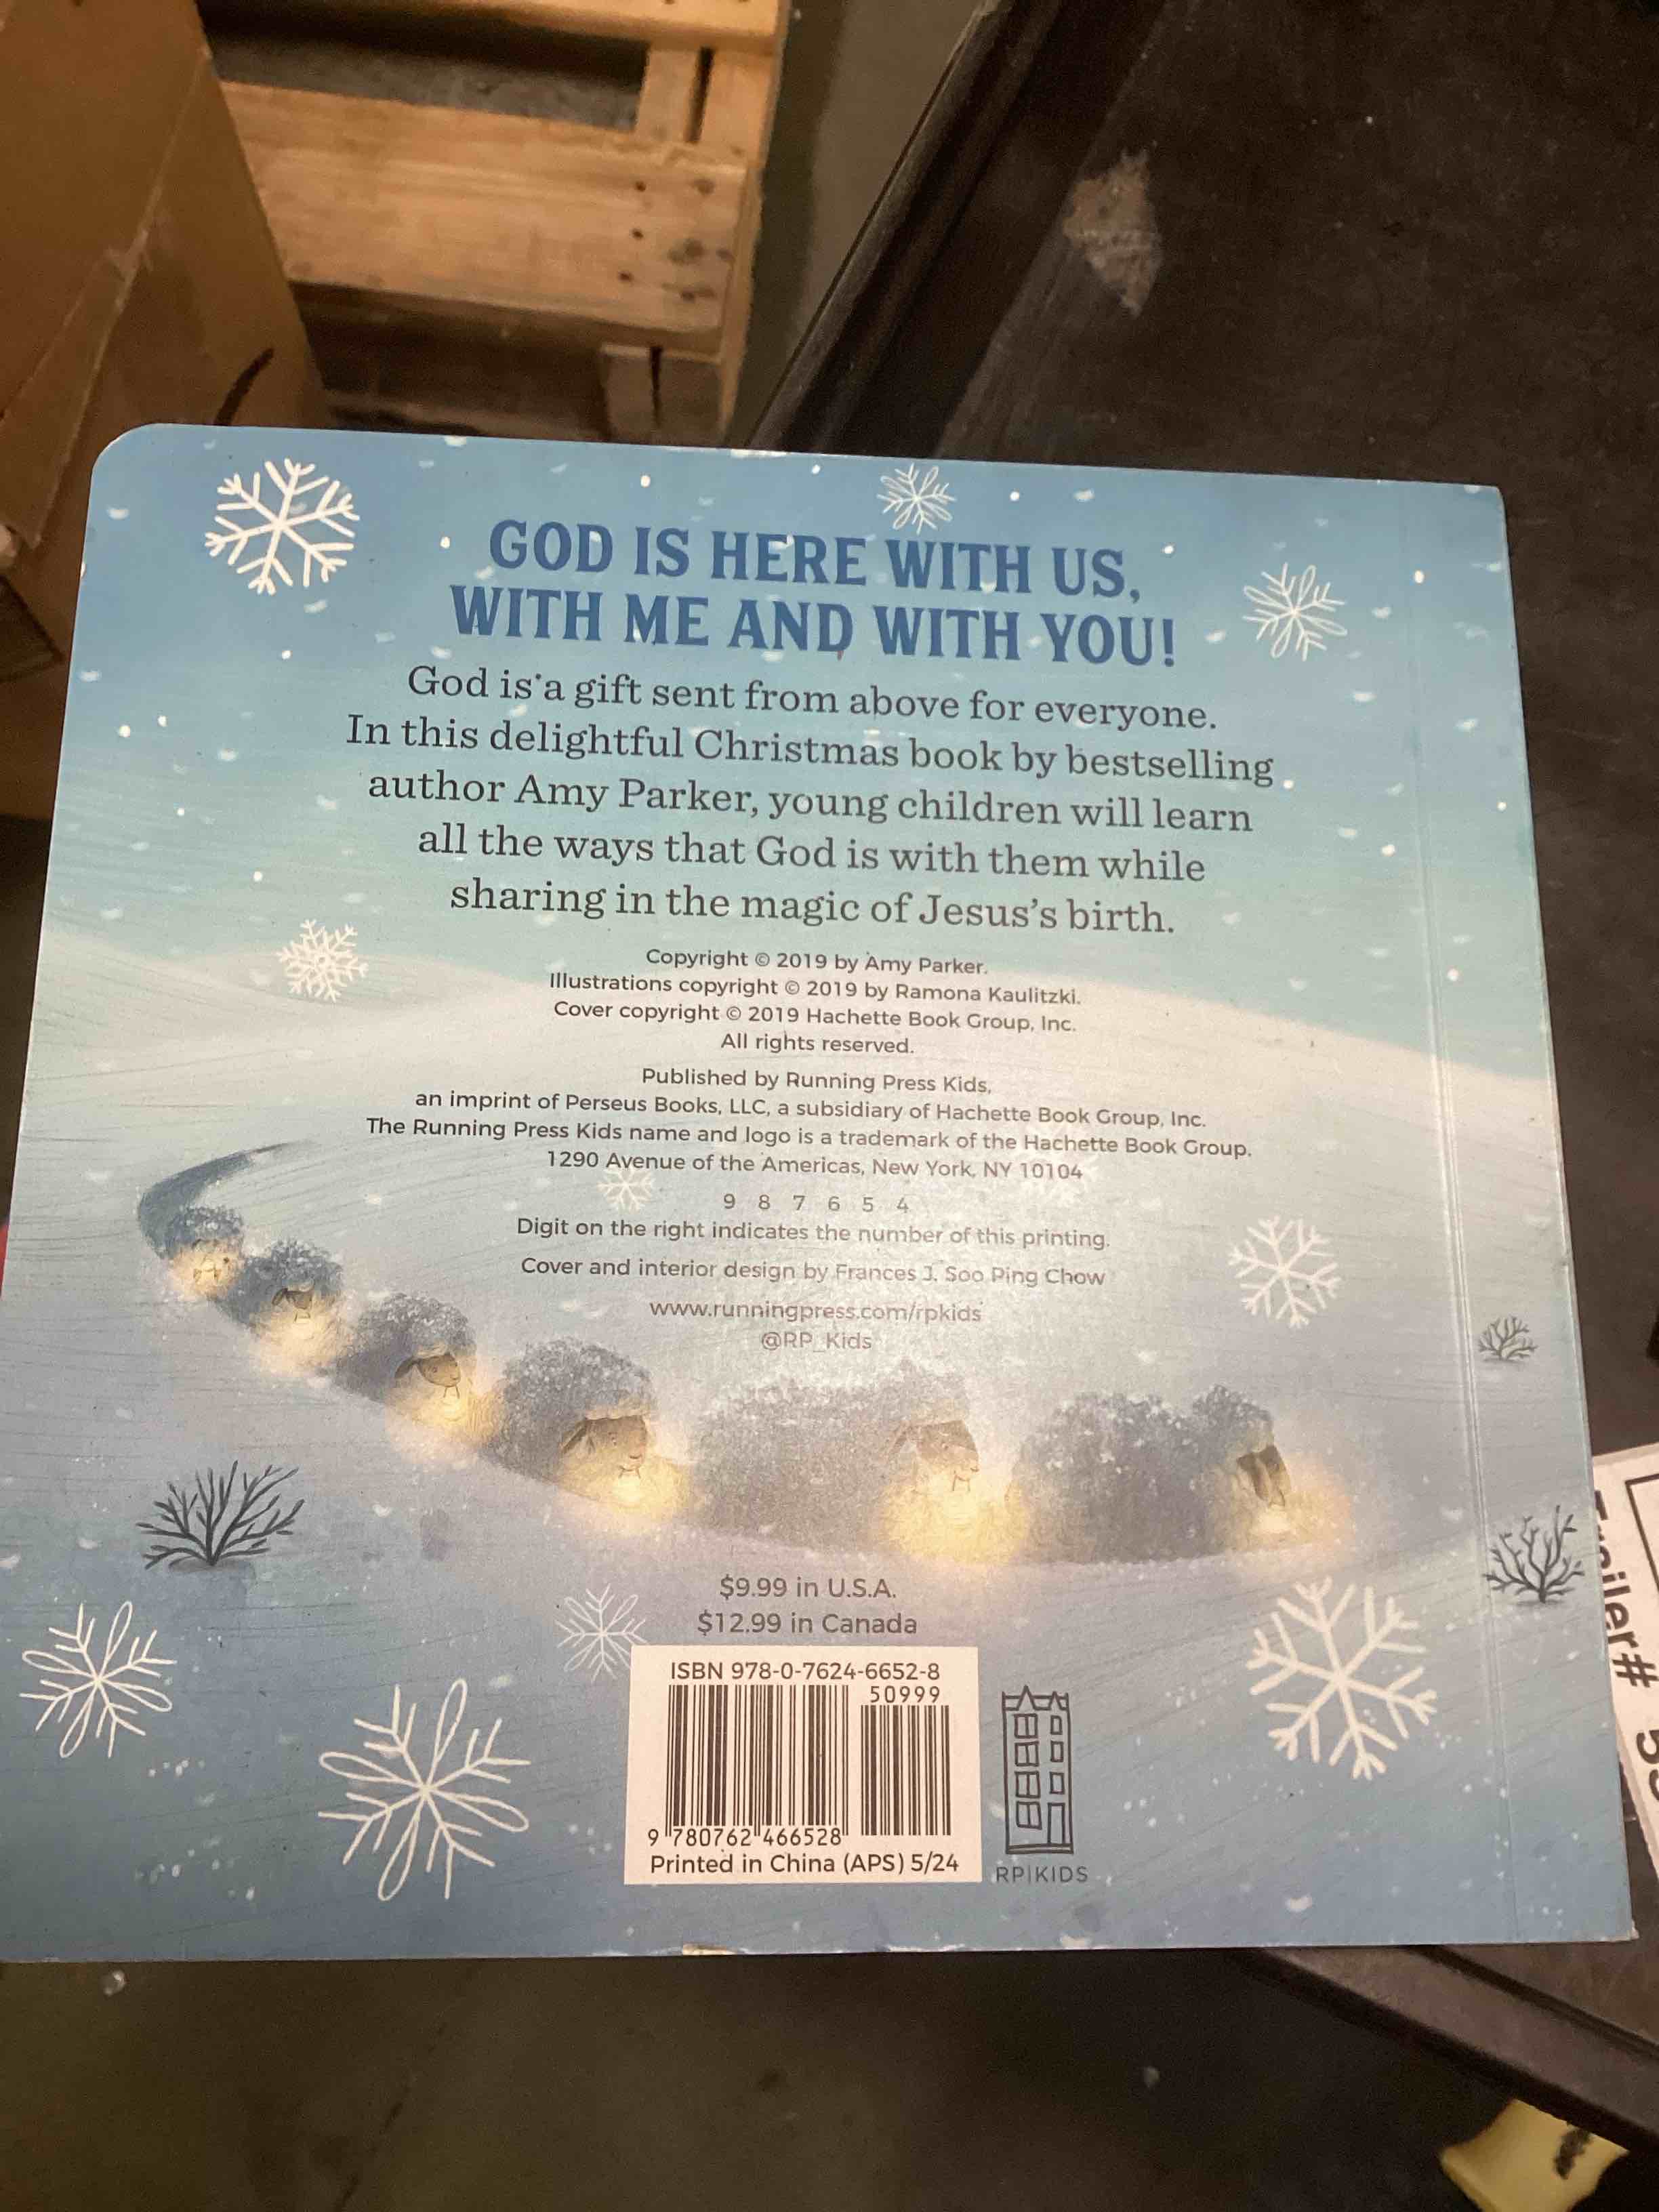 GOD IS HERE WITH US,
WITH ME AND WITH YOU!
God is a gift sent from above for everyone.
In this delightful Christmas book by bestselling
author Amy Parker, young children will learn
all the ways that God is with them while
sharing in the magic of Jesus's birth.
Copyright © 2019 by Amy Parker.
Illustrations copyright © 2019 by Ramona Kaulitzki.
Cover copyright © 2019 Hachette Book Group, Inc.
All rights reserved.
Published by Running Press Kids,
an imprint of Perseus Books, LLC, a subsidiary of Hachette Book Group, Inc.
The Running Press Kids name and logo is a trademark of the Hachette Book Group.
1290 Avenue of the Americas, New York, NY 10104
9 8 7 6 5 4
Digit on the right indicates the number of this printing.
Cover and interior design by Frances J. Soo Ping Chow
www.runningpress.com/rpkids
@RP_Kids
$9.99 in U.S.A.
$12.99 in Canada
ISBN 978-0-7624-6652-8
50999
9 780762 466528
Printed in China (APS) 5/24
RP|KIDS
Trailer#